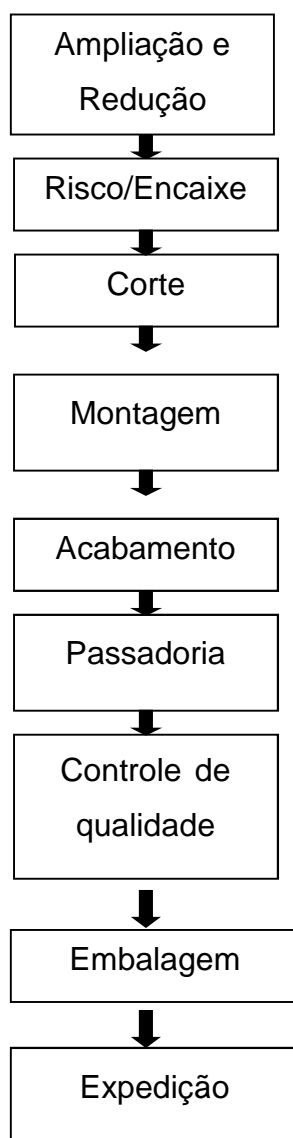 Ampliação e
Redução
Risco/Encaixe
Corte
Montagem
Acabamento
Passadoria
Controle de
qualidade
Embalagem
Expedição